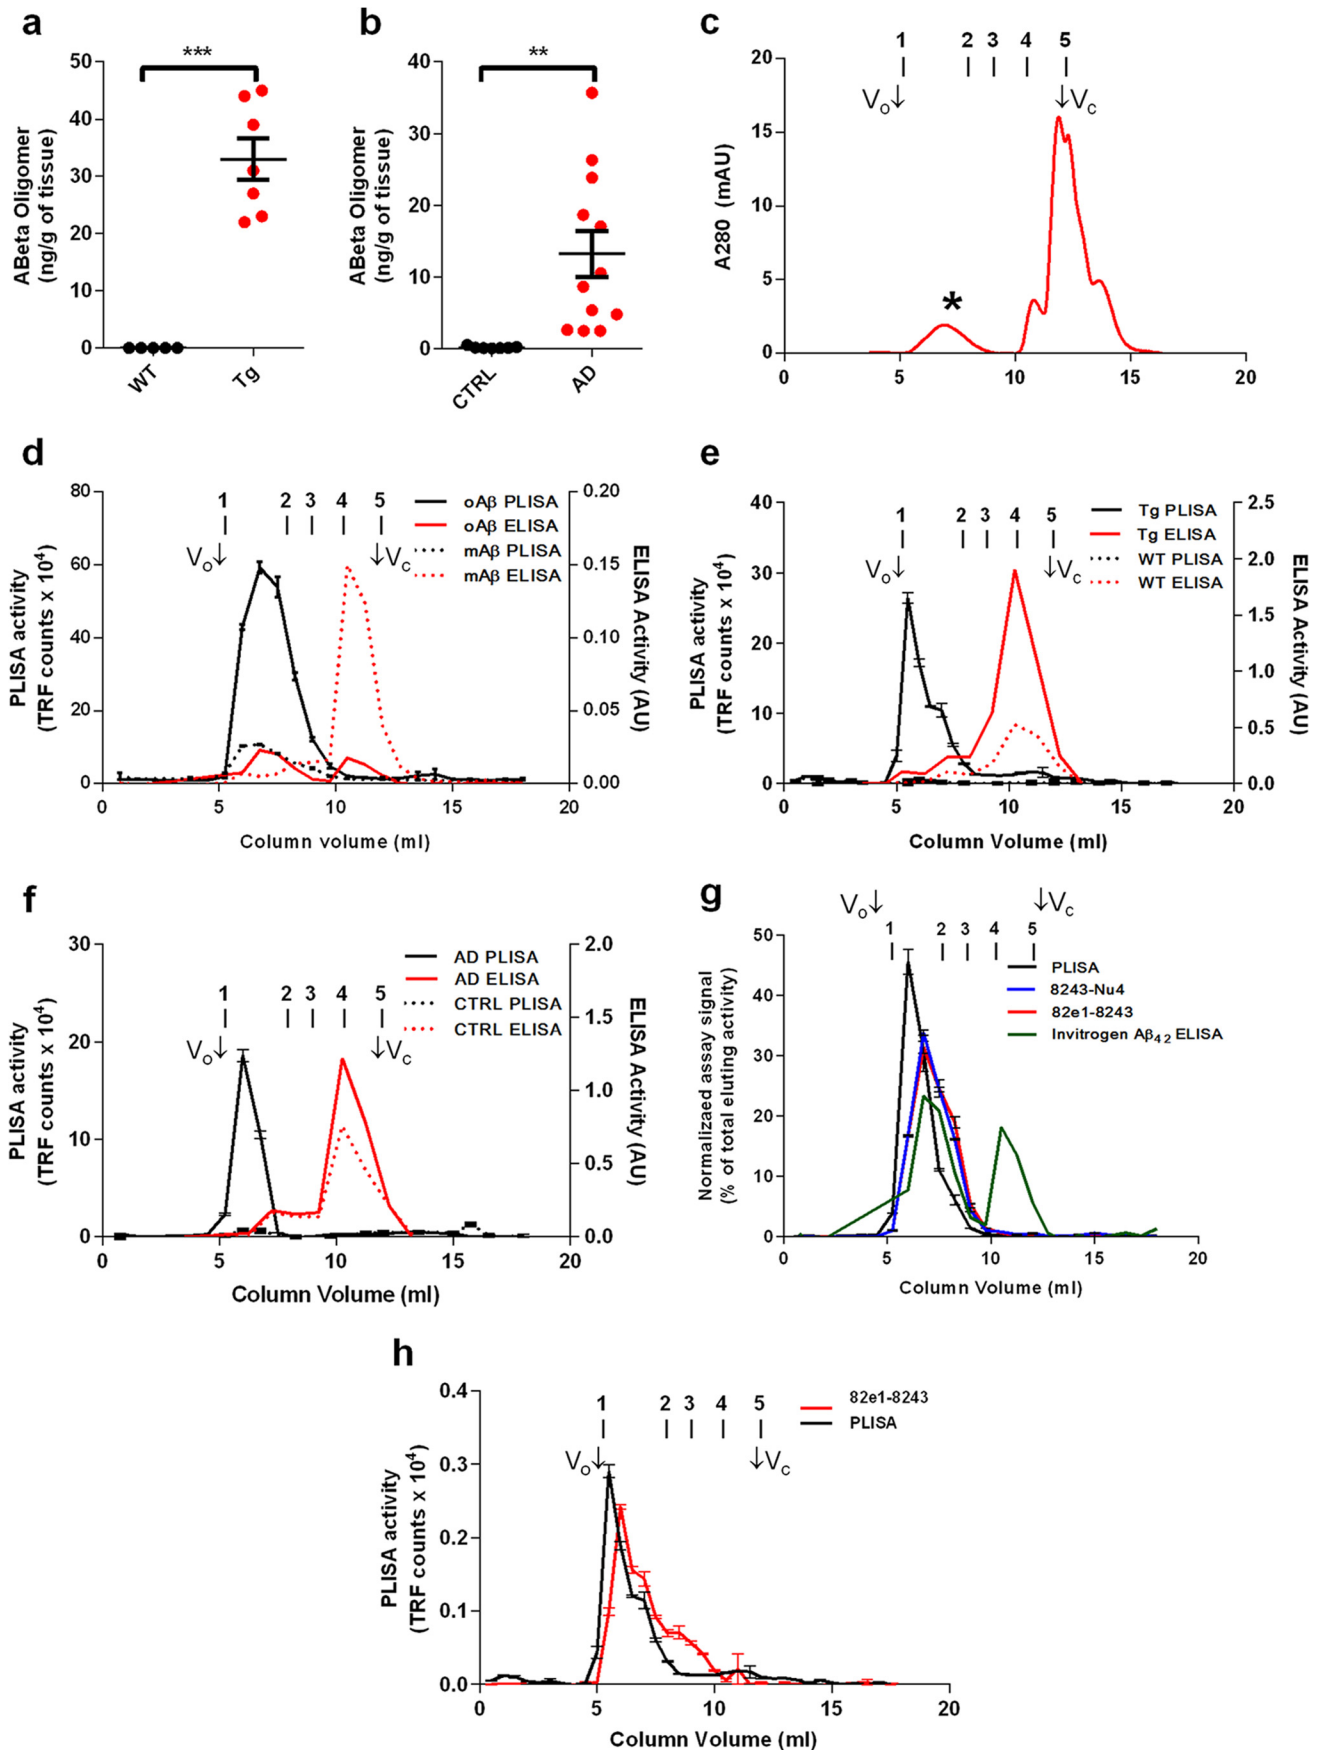 a
***
50
40
30
20
10
0
ABeta Oligomer
(ng/g of tissue)
WT
Tg
b
**
40
30
20
10
0
ABeta Oligomer
(ng/g of tissue)
CTRL
AD
c
1 2 3 4 5
Vo↓ ↓Vc
20
15
10
5
0
A280 (mAU)
*
0 5 10 15 20
d
80
60
40
20
0
PLISA activity
(TRF counts x 10⁴)
1 2 3 4 5
Vo↓ ↓Vc
oAβ PLISA
oAβ ELISA
mAβ PLISA
mAβ ELISA
0.20
0.15
0.10
0.05
0.00
ELISA Activity (AU)
0 5 10 15 20
Column volume (ml)
e
40
30
20
10
0
PLISA activity
(TRF counts x 10⁴)
1 2 3 4 5
Vo↓ ↓Vc
Tg PLISA
Tg ELISA
WT PLISA
WT ELISA
2.5
2.0
1.5
1.0
0.5
0.0
ELISA Activity (AU)
0 5 10 15 20
Column Volume (ml)
f
30
20
10
0
PLISA activity
(TRF counts x 10⁴)
1 2 3 4 5
Vo↓ ↓Vc
AD PLISA
AD ELISA
CTRL PLISA
CTRL ELISA
2.0
1.5
1.0
0.5
0.0
ELISA Activity (AU)
0 5 10 15 20
Column Volume (ml)
g
Vo↓ ↓Vc
1 2 3 4 5
50
40
30
20
10
0
Normalized assay signal
(% of total eluting activity)
PLISA
8243-Nu4
82e1-8243
Invitrogen Aβ42 ELISA
0 5 10 15 20
Column Volume (ml)
h
0.4
0.3
0.2
0.1
0.0
PLISA activity
(TRF counts x 10⁴)
1 2 3 4 5
Vo↓ ↓Vc
82e1-8243
PLISA
0 5 10 15 20
Column Volume (ml)